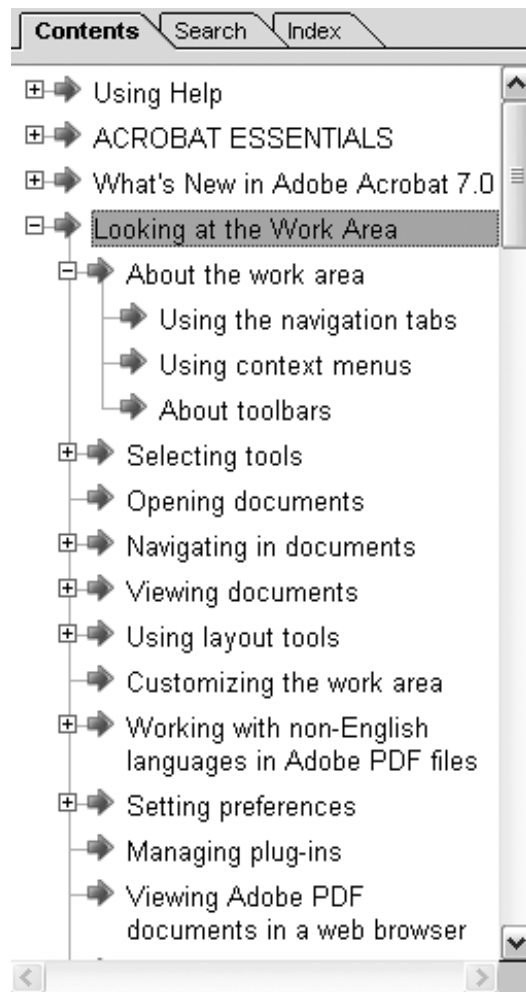 Contents Search Index
Using Help
ACROBAT ESSENTIALS
What's New in Adobe Acrobat 7.0
Looking at the Work Area
About the work area
Using the navigation tabs
Using context menus
About toolbars
Selecting tools
Opening documents
Navigating in documents
Viewing documents
Using layout tools
Customizing the work area
Working with non-English
languages in Adobe PDF files
Setting preferences
Managing plug-ins
Viewing Adobe PDF
documents in a web browser